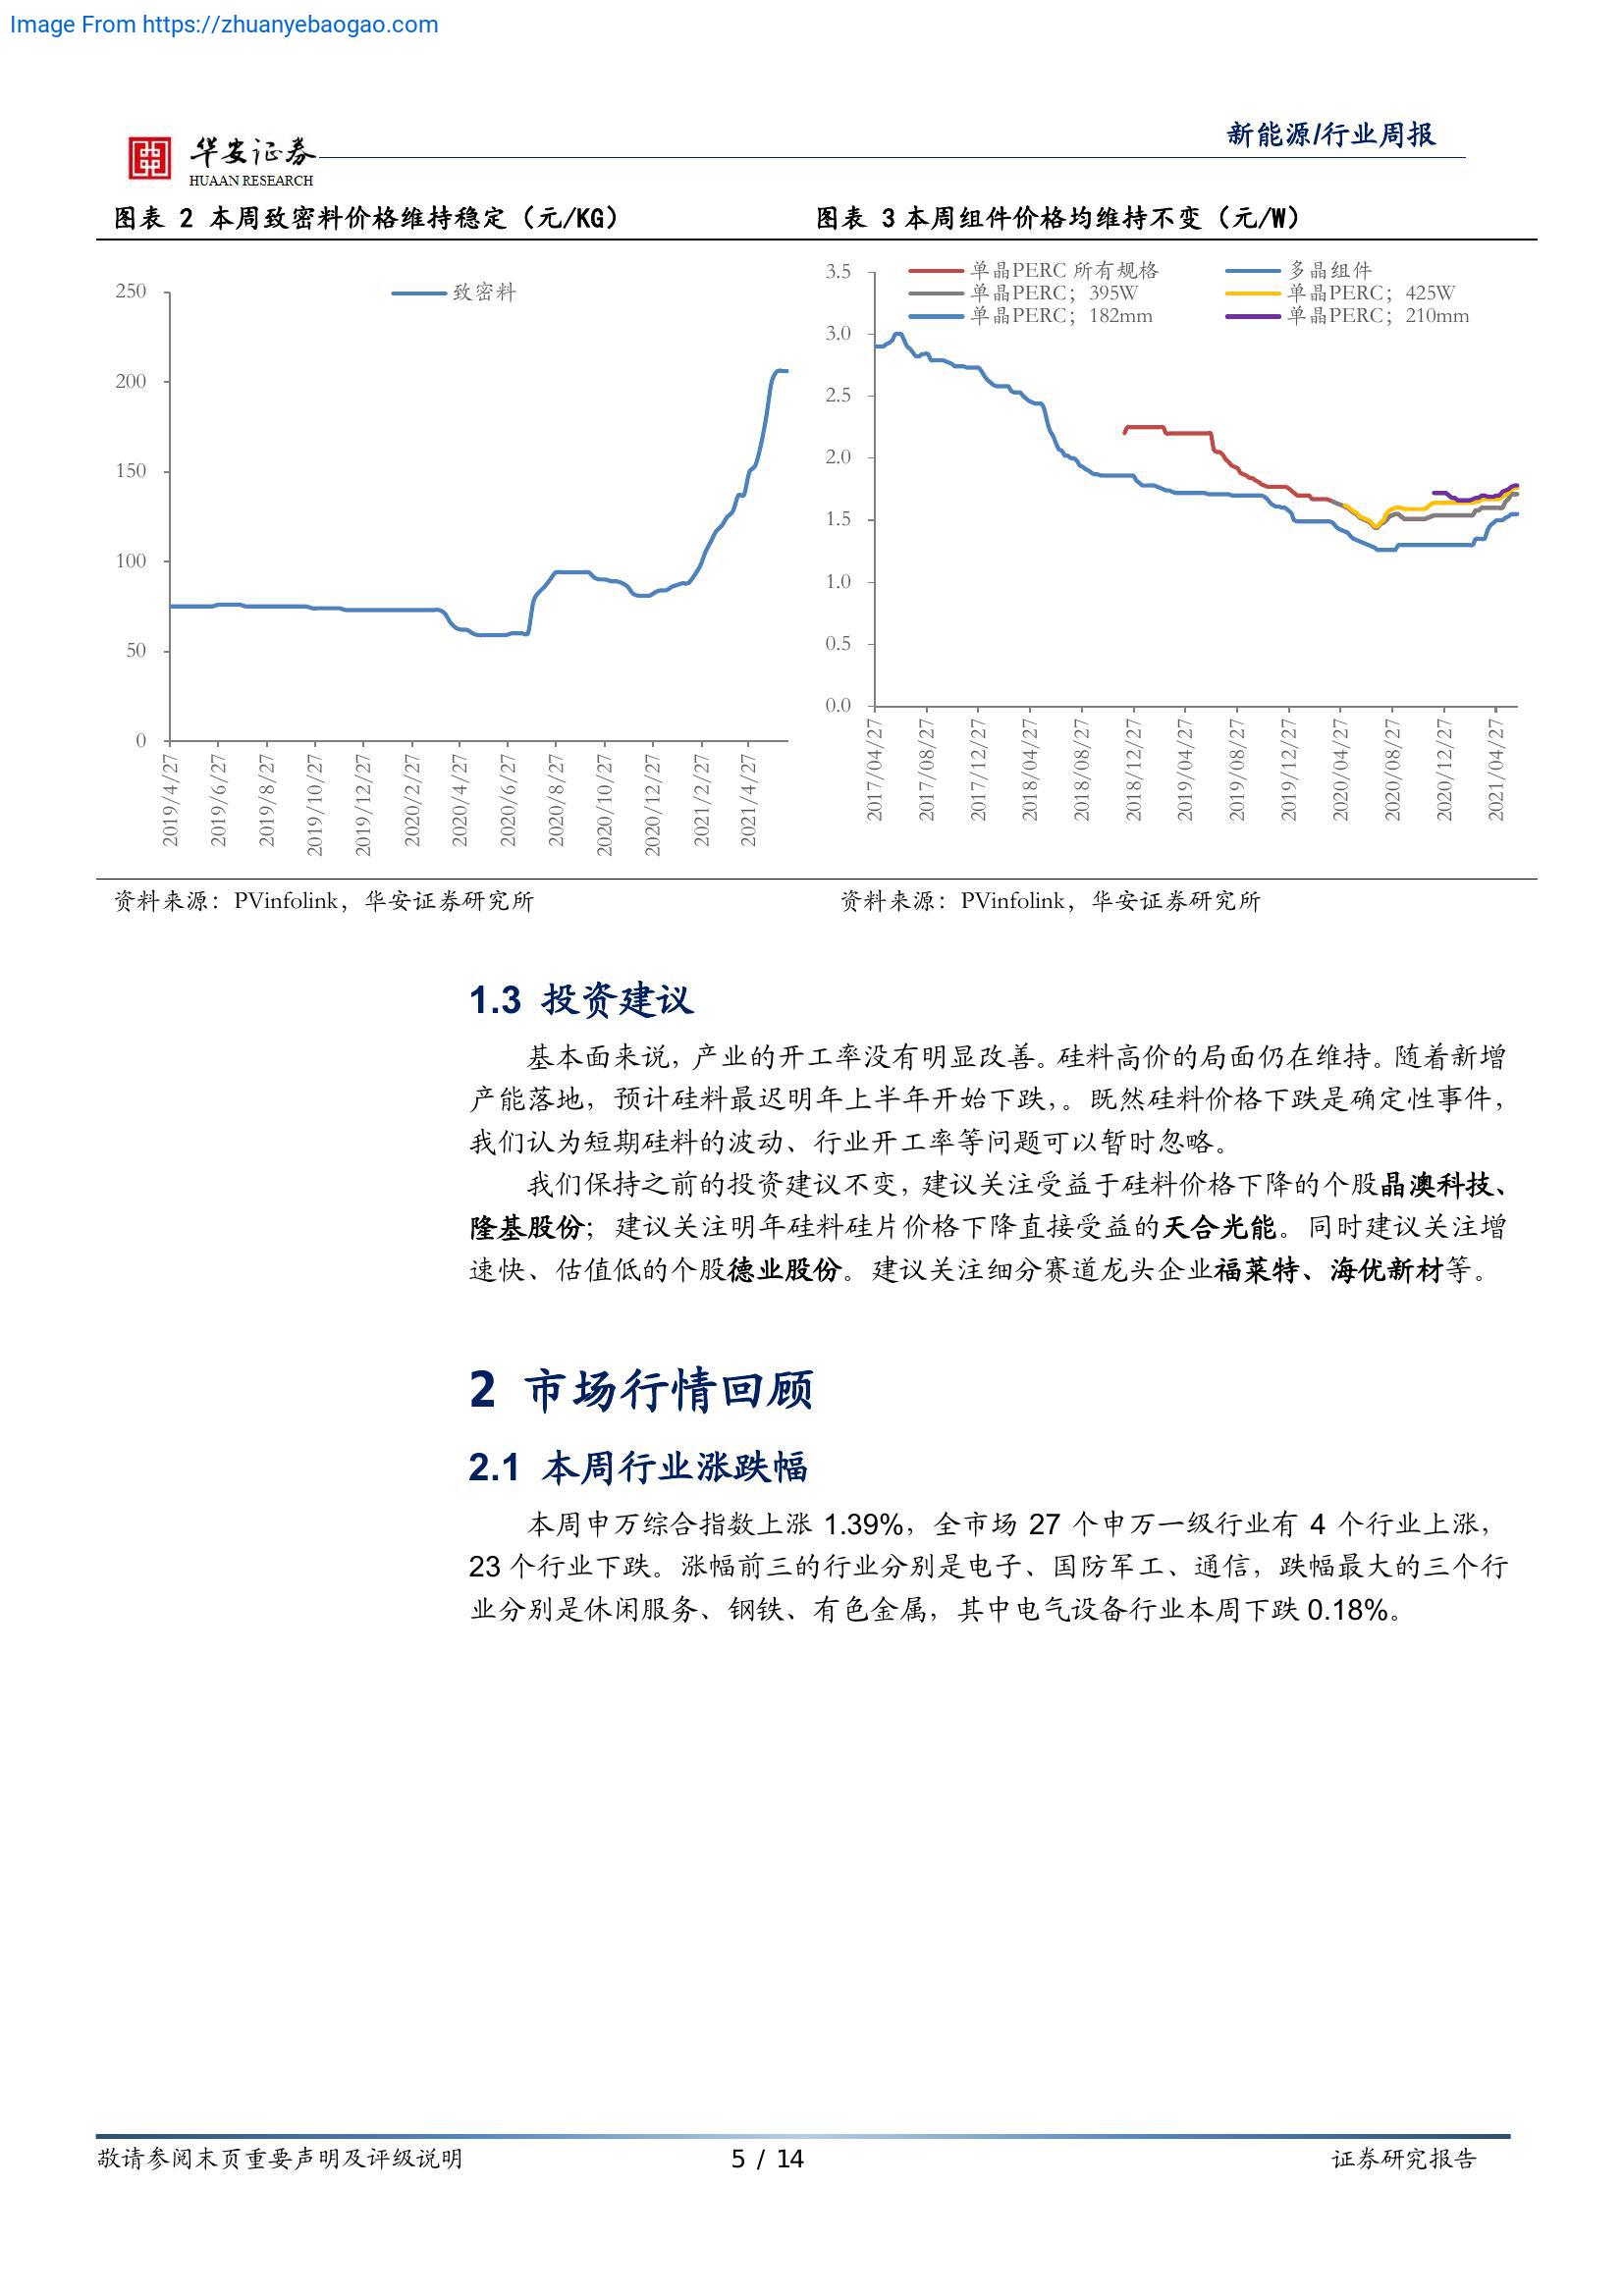 Image From https://zhuanyebaogao.com
华安证券
HUAAN RESEARCH
新能源/行业周报
图表 2 本周致密料价格维持稳定（元/KG）
致密料
250
200
150
100
50
0
2019/4/27
2019/6/27
2019/8/27
2019/10/27
2019/12/27
2020/2/27
2020/4/27
2020/6/27
2020/8/27
2020/10/27
2020/12/27
2021/2/27
2021/4/27
资料来源：PVinfolink，华安证券研究所
图表 3 本周组件价格均维持不变（元/W）
单晶PERC 所有规格
多晶组件
单晶PERC；395W
单晶PERC；425W
单晶PERC；182mm
单晶PERC；210mm
3.5
3.0
2.5
2.0
1.5
1.0
0.5
0.0
2017/04/27
2017/08/27
2017/12/27
2018/04/27
2018/08/27
2018/12/27
2019/04/27
2019/08/27
2019/12/27
2020/04/27
2020/08/27
2020/12/27
2021/04/27
资料来源：PVinfolink，华安证券研究所
1.3 投资建议
基本面来说，产业的开工率没有明显改善。硅料高价的局面仍在维持。随着新增
产能落地，预计硅料最迟明年上半年开始下跌，。既然硅料价格下跌是确定性事件，
我们认为短期硅料的波动、行业开工率等问题可以暂时忽略。
我们保持之前的投资建议不变，建议关注受益于硅料价格下降的个股晶澳科技、
隆基股份；建议关注明年硅料硅片价格下降直接受益的天合光能。同时建议关注增
速快、估值低的个股德业股份。建议关注细分赛道龙头企业福莱特、海优新材等。
2 市场行情回顾
2.1 本周行业涨跌幅
本周申万综合指数上涨 1.39%，全市场 27 个申万一级行业有 4 个行业上涨，
23 个行业下跌。涨幅前三的行业分别是电子、国防军工、通信，跌幅最大的三个行
业分别是休闲服务、钢铁、有色金属，其中电气设备行业本周下跌 0.18%。
敬请参阅末页重要声明及评级说明
5 / 14
证券研究报告